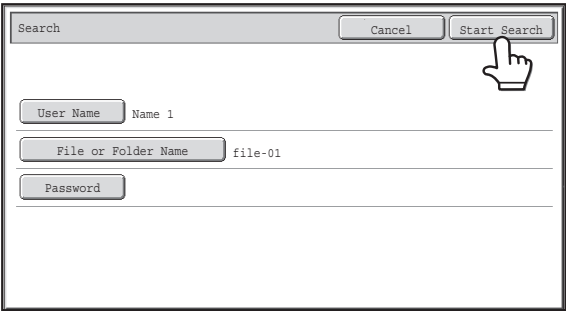 Search Cancel Start Search
User Name Name 1
File or Folder Name file-01
Password